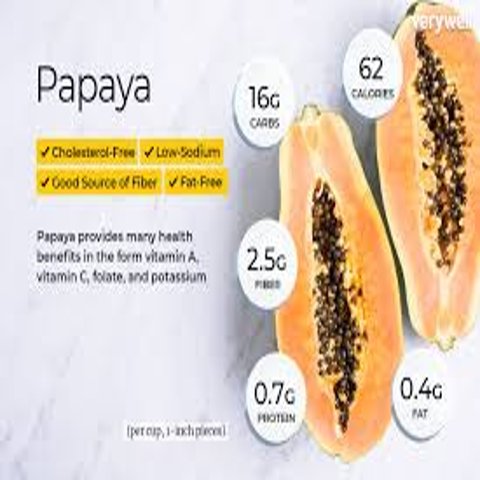 verywell
Papaya
✓ Cholesterol-Free ✓ Low-Sodium
✓ Good Source of Fiber ✓ Fat-Free
Papaya provides many health
benefits in the form vitamin A,
vitamin C, folate, and potassium
16G
CARBS
62
CALORIES
2.5G
FIBER
0.7G
PROTEIN
0.4G
FAT
(per cup, 1-inch pieces)